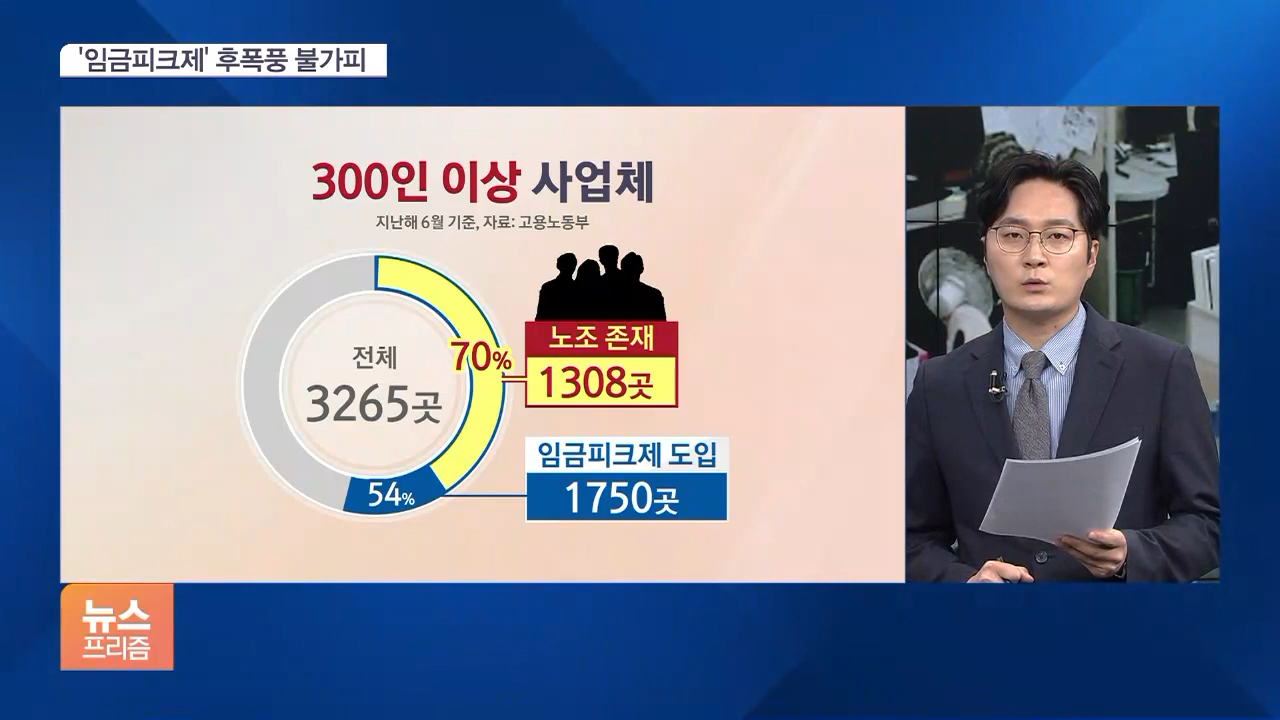 '임금피크제' 후폭풍 불가피
300인 이상 사업체
지난해 6월 기준, 자료: 고용노동부
전체
3265곳
70%
노조 존재
1308곳
임금피크제 도입
1750곳
54%
뉴스
프리즘